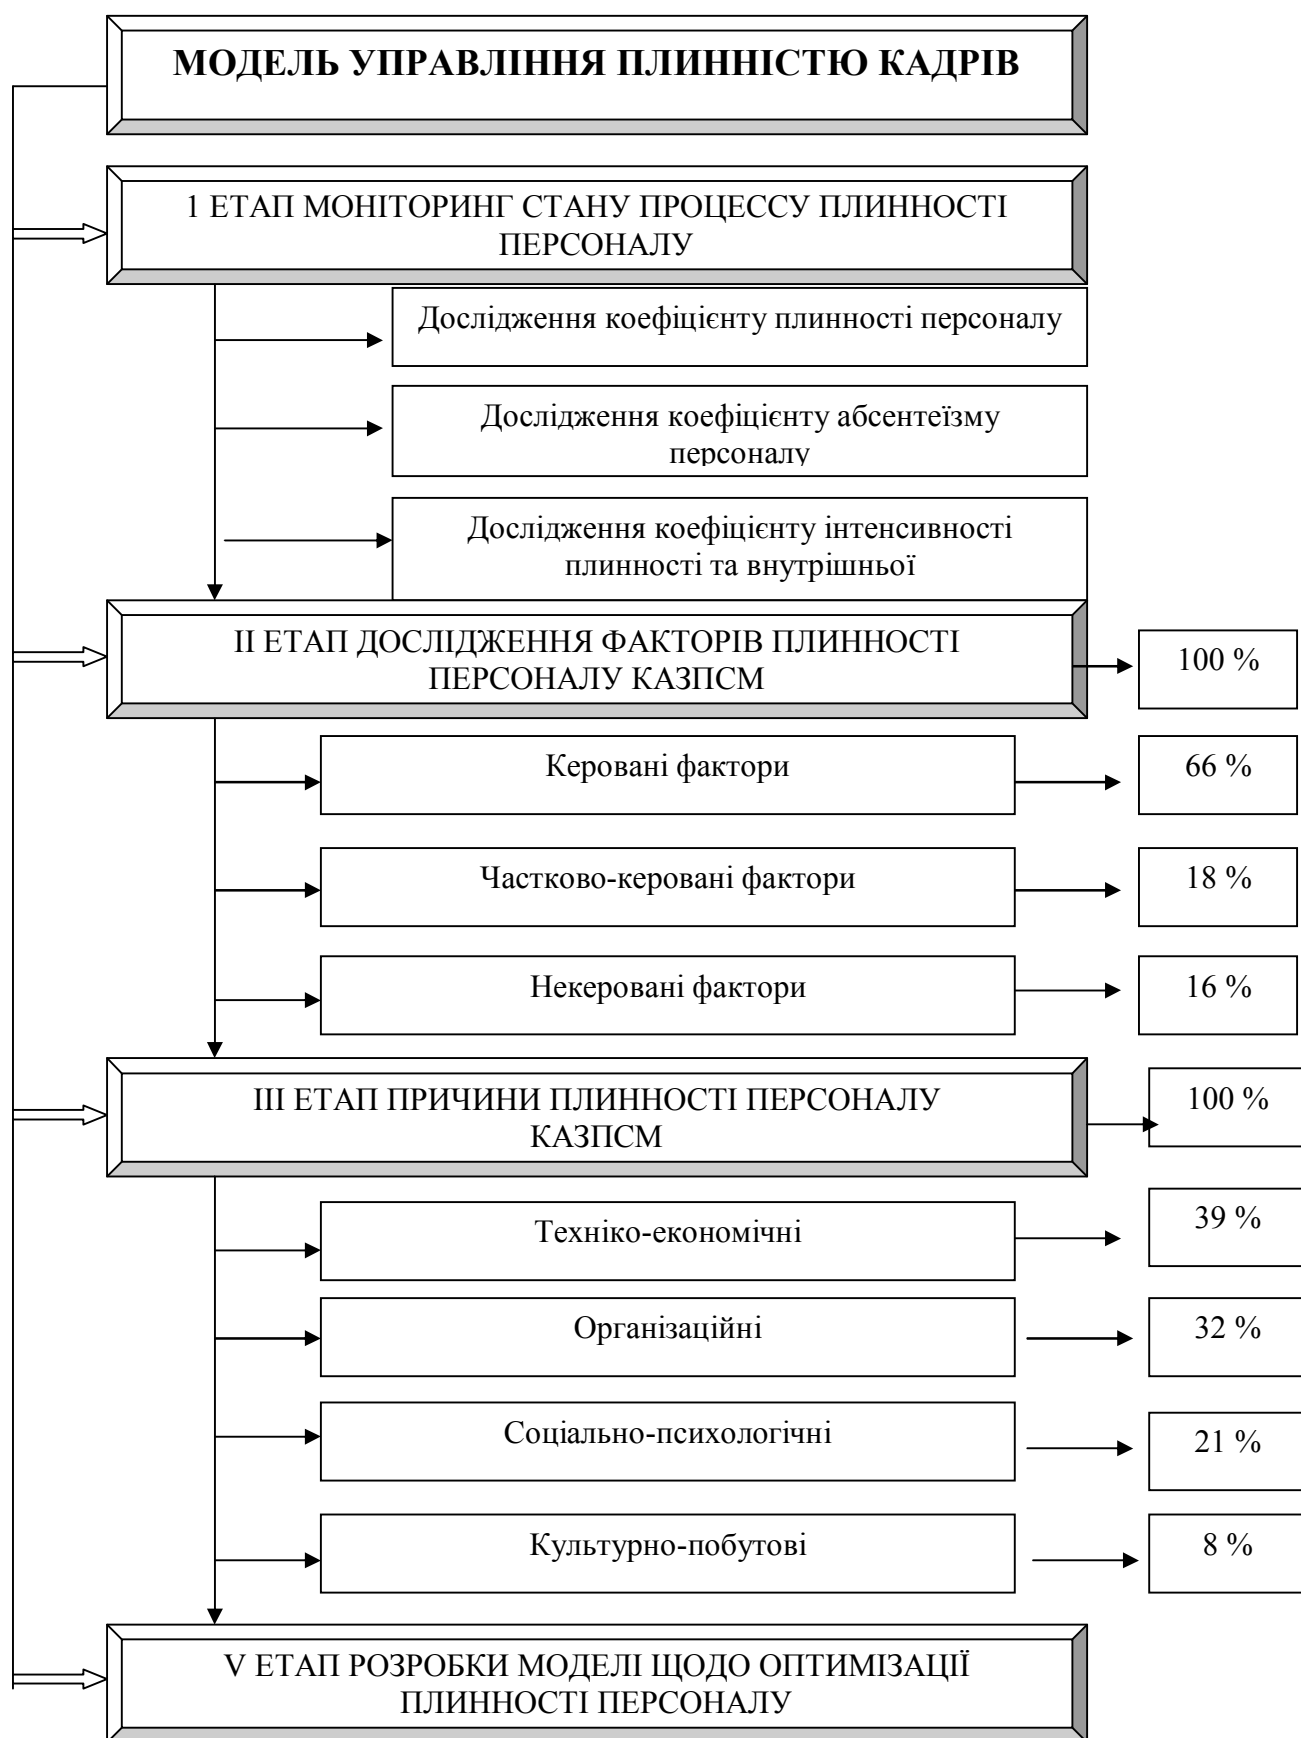 МОДЕЛЬ УПРАВЛІННЯ ПЛИННІСТЮ КАДРІВ
1 ЕТАП МОНІТОРИНГ СТАНУ ПРОЦЕССУ ПЛИННОСТІ
ПЕРСОНАЛУ
Дослідження коефіцієнту плинності персоналу
Дослідження коефіцієнту абсентеїзму
персоналу
Дослідження коефіцієнту інтенсивності
плинності та внутрішньої
ІІ ЕТАП ДОСЛІДЖЕННЯ ФАКТОРІВ ПЛИННОСТІ
ПЕРСОНАЛУ КАЗПСМ
100 %
Керовані фактори
66 %
Частково-керовані фактори
18 %
Некеровані фактори
16 %
ІІІ ЕТАП ПРИЧИНИ ПЛИННОСТІ ПЕРСОНАЛУ
КАЗПСМ
100 %
Техніко-економічні
39 %
Організаційні
32 %
Соціально-психологічні
21 %
Культурно-побутові
8 %
V ЕТАП РОЗРОБКИ МОДЕЛІ ЩОДО ОПТИМІЗАЦІЇ
ПЛИННОСТІ ПЕРСОНАЛУ